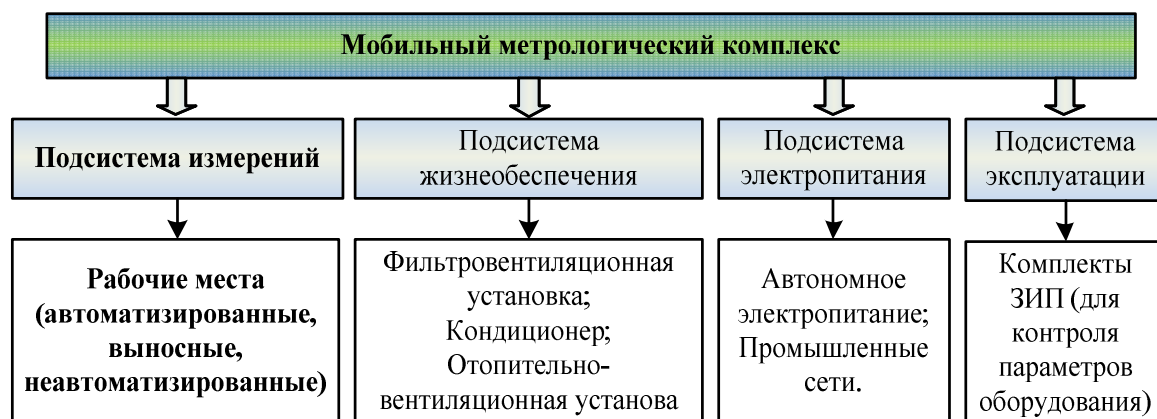 Мобильный метрологический комплекс
Подсистема измерений
Подсистема
жизнеобеспечения
Подсистема
электропитания
Подсистема
эксплуатации
Рабочие места
(автоматизированные,
выносные,
неавтоматизированные)
Фильтровентиляционная
установка;
Кондиционер;
Отопительно-
вентиляционная установа
Автономное
электропитание;
Промышленные
сети.
Комплекты
ЗИП (для
контроля
параметров
оборудования)